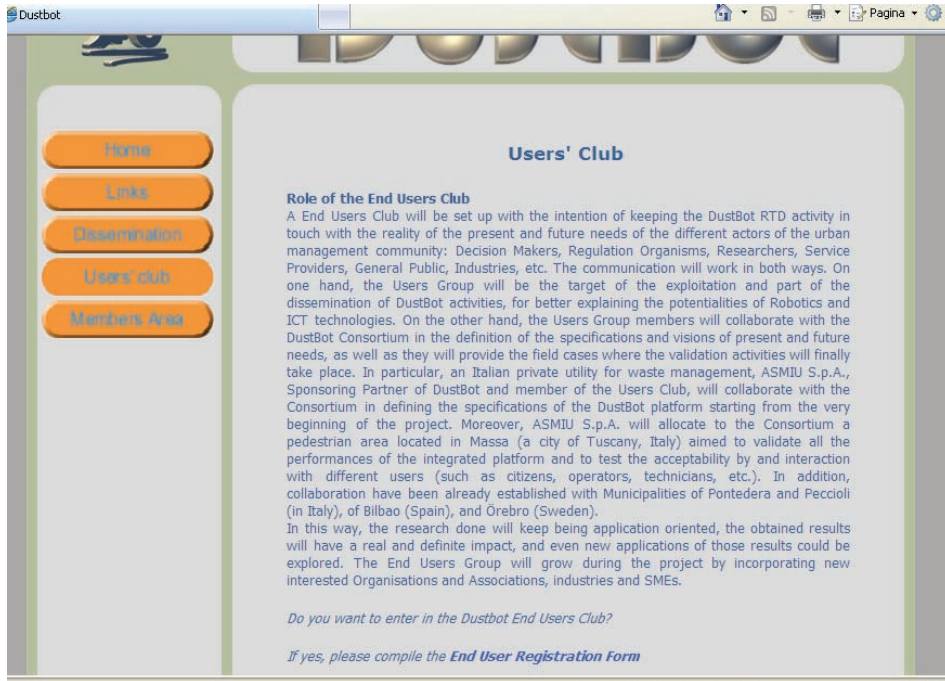 Dustbot
Pagina
DUSTBOT
Home
Links
Dissemination
Users' club
Members Area
Users' Club
Role of the End Users Club
A End Users Club will be set up with the intention of keeping the DustBot RTD activity in
touch with the reality of the present and future needs of the different actors of the urban
management community: Decision Makers, Regulation Organisms, Researchers, Service
Providers, General Public, Industries, etc. The communication will work in both ways. On
one hand, the Users Group will be the target of the exploitation and part of the
dissemination of DustBot activities, for better explaining the potentialities of Robotics and
ICT technologies. On the other hand, the Users Group members will collaborate with the
DustBot Consortium in the definition of the specifications and visions of present and future
needs, as well as they will provide the field cases where the validation activities will finally
take place. In particular, an Italian private utility for waste management, ASMIU S.p.A.,
Sponsoring Partner of DustBot and member of the Users Club, will collaborate with the
Consortium in defining the specifications of the DustBot platform starting from the very
beginning of the project. Moreover, ASMIU S.p.A. will allocate to the Consortium a
pedestrian area located in Massa (a city of Tuscany, Italy) aimed to validate all the
performances of the integrated platform and to test the acceptability by and interaction
with different users (such as citizens, operators, technicians, etc.). In addition,
collaboration have been already established with Municipalities of Pontedera and Peccioli
(in Italy), of Bilbao (Spain), and Örebro (Sweden).
In this way, the research done will keep being application oriented, the obtained results
will have a real and definite impact, and even new applications of those results could be
explored. The End Users Group will grow during the project by incorporating new
interested Organisations and Associations, industries and SMEs.
Do you want to enter in the Dustbot End Users Club?
If yes, please compile the End User Registration Form